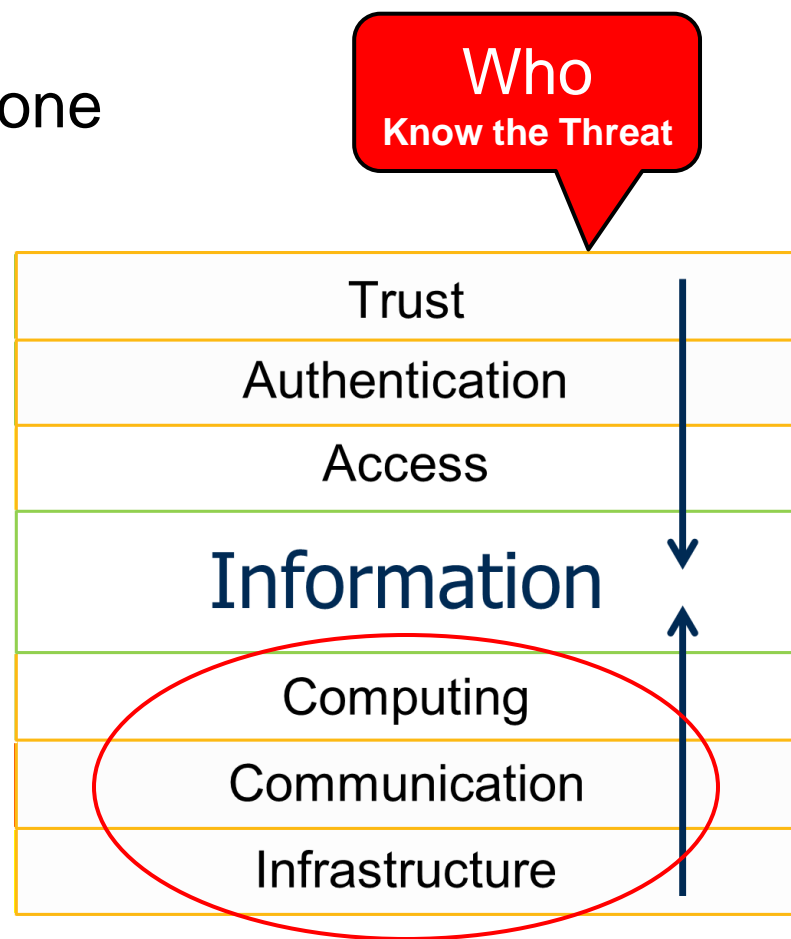 one
Who
Know the Threat
Trust
Authentication
Access
Information
Computing
Communication
Infrastructure